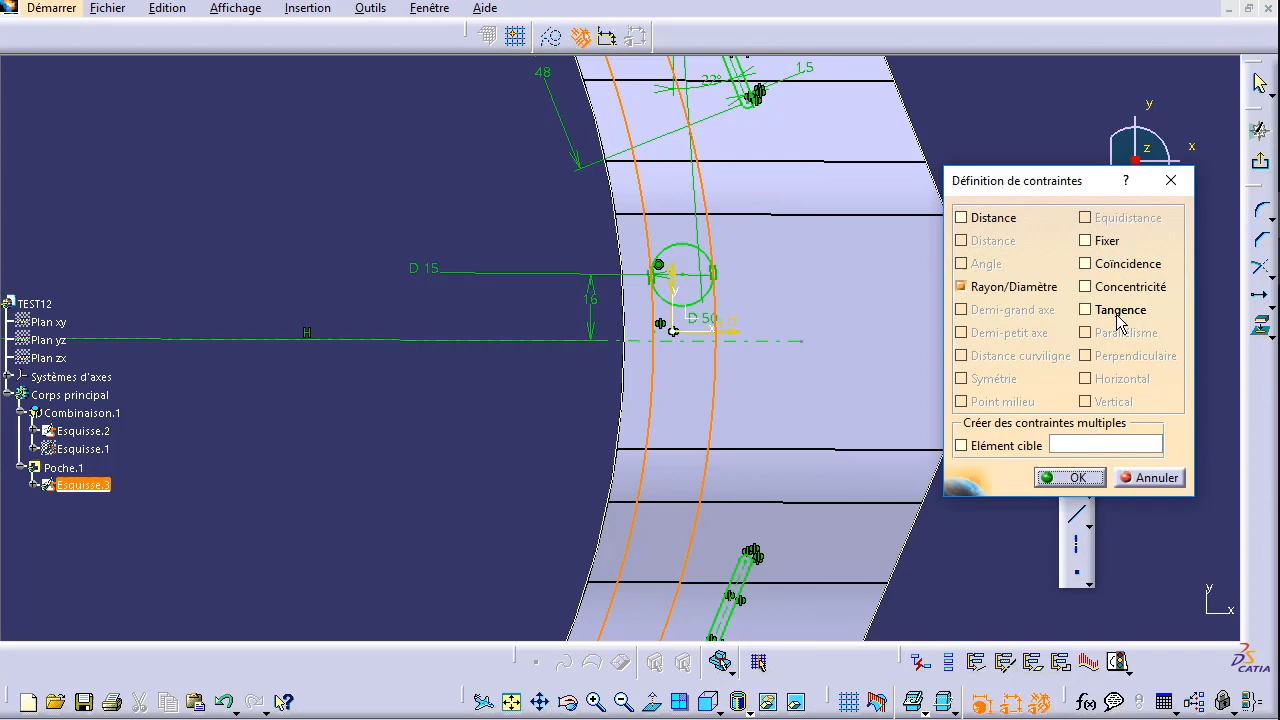 Démarrer Fichier Edition Affichage Insertion Outils Fenêtre Aide
48
22°
1.5
y
z
x
Définition de contraintes ?
Distance
Equidistance
Distance
Fixer
Angle
Coïncidence
Rayon/Diamètre
Concentricité
Demi-grand axe
Tangence
Demi-petit axe
Parallélisme
Distance curviligne
Perpendiculaire
Symétrie
Horizontal
Point milieu
Vertical
Créer des contraintes multiples
Elément cible
OK
Annuler
D 15
16
y
D 50
H
x
H
TEST12
Plan xy
Plan yz
Plan zx
Systèmes d'axes
Corps principal
Combinaison.1
Esquisse.2
Esquisse.1
Poche.1
Esquisse.3
y
x
f(x)
CATIA